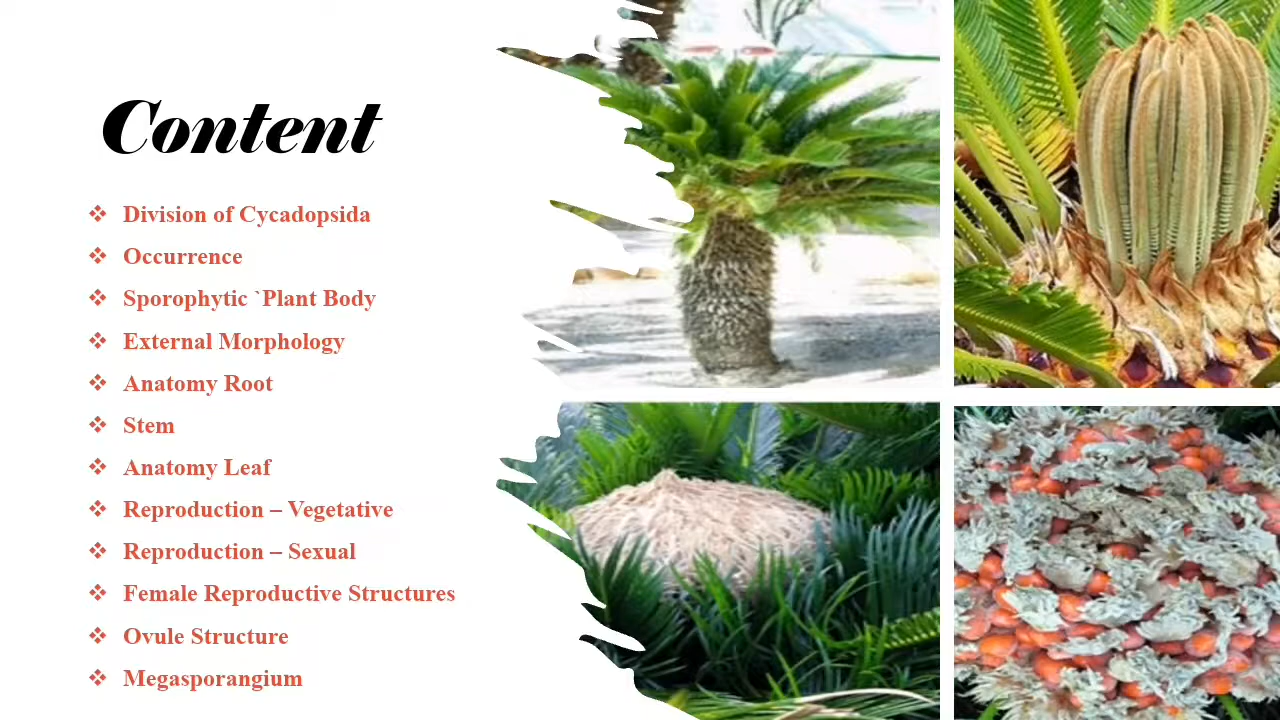 Content
❖ Division of Cycadopsida
❖ Occurrence
❖ Sporophytic `Plant Body
❖ External Morphology
❖ Anatomy Root
❖ Stem
❖ Anatomy Leaf
❖ Reproduction – Vegetative
❖ Reproduction – Sexual
❖ Female Reproductive Structures
❖ Ovule Structure
❖ Megasporangium